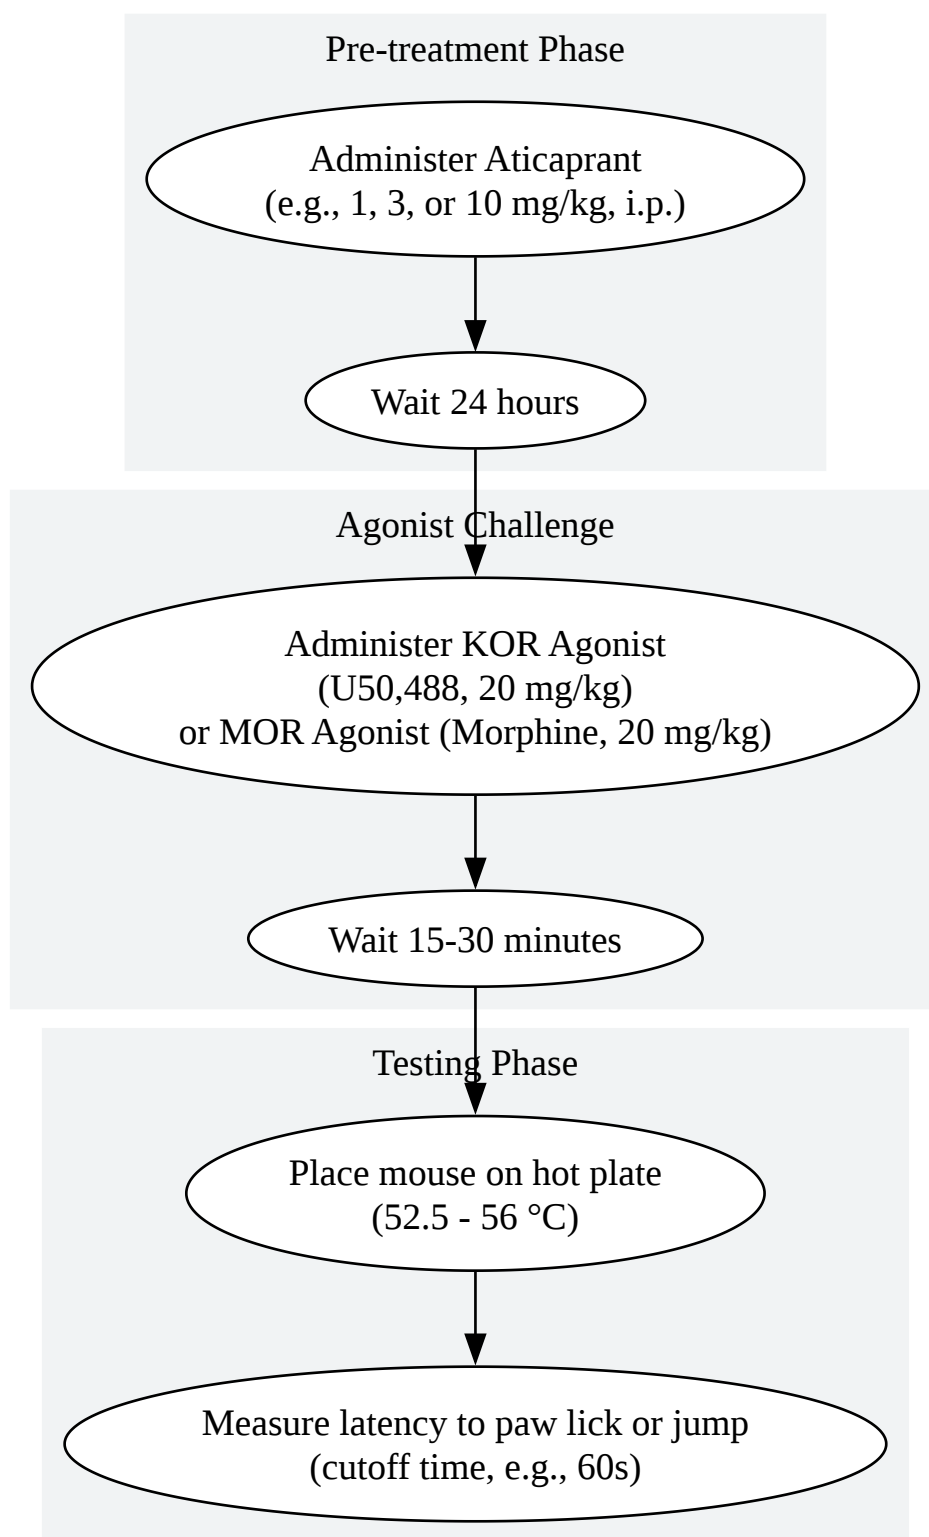 Pre-treatment Phase
Administer Aticaprant
(e.g., 1, 3, or 10 mg/kg, i.p.)
Wait 24 hours
Agonist Challenge
Administer KOR Agonist
(U50,488, 20 mg/kg)
or MOR Agonist (Morphine, 20 mg/kg)
Wait 15-30 minutes
Testing Phase
Place mouse on hot plate
(52.5 - 56 °C)
Measure latency to paw lick or jump
(cutoff time, e.g., 60s)